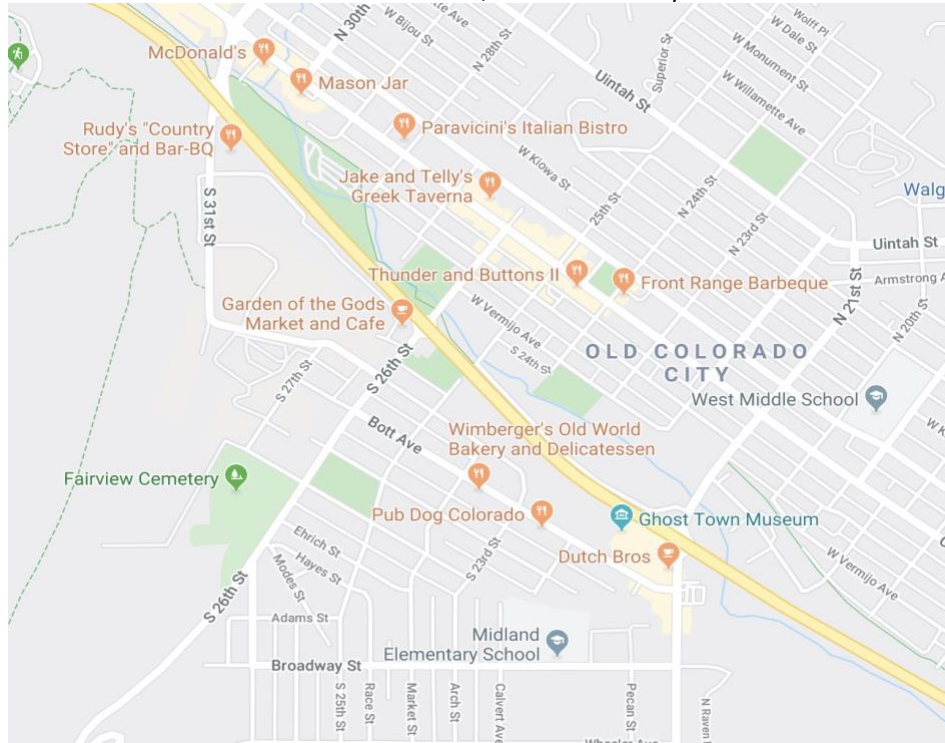 N 30th
W Bijou St
N 28th St
Superior St
Wolff Pl
W Dale St
W Monument St
W Willamette Ave
Uintah St
McDonald's
Mason Jar
Rudy's "Country
Store" and Bar-BQ
Paravicini's Italian Bistro
W Kiowa St
Jake and Telly's
Greek Taverna
25th St
N 24th St
N 23rd St
Walg
S 31st St
Uintah St
Thunder and Buttons II
Front Range Barbeque
Armstrong A
N 21st St
N 20th St
Garden of the Gods
Market and Cafe
W Vermijo Ave
S 24th St
OLD COLORADO
CITY
S 26th St
S 27th St
West Middle School
Bott Ave
Wimberger's Old World
Bakery and Delicatessen
Fairview Cemetery
Pub Dog Colorado
Ghost Town Museum
Dutch Bros
S 23rd St
Ehrich St
Hayes St
Modes St
W Vermijo Ave
S 26th St
Adams St
Midland
Elementary School
Broadway St
S 25th St
Race St
Market St
Arch St
Calvert Ave
Pecan St
N Raven